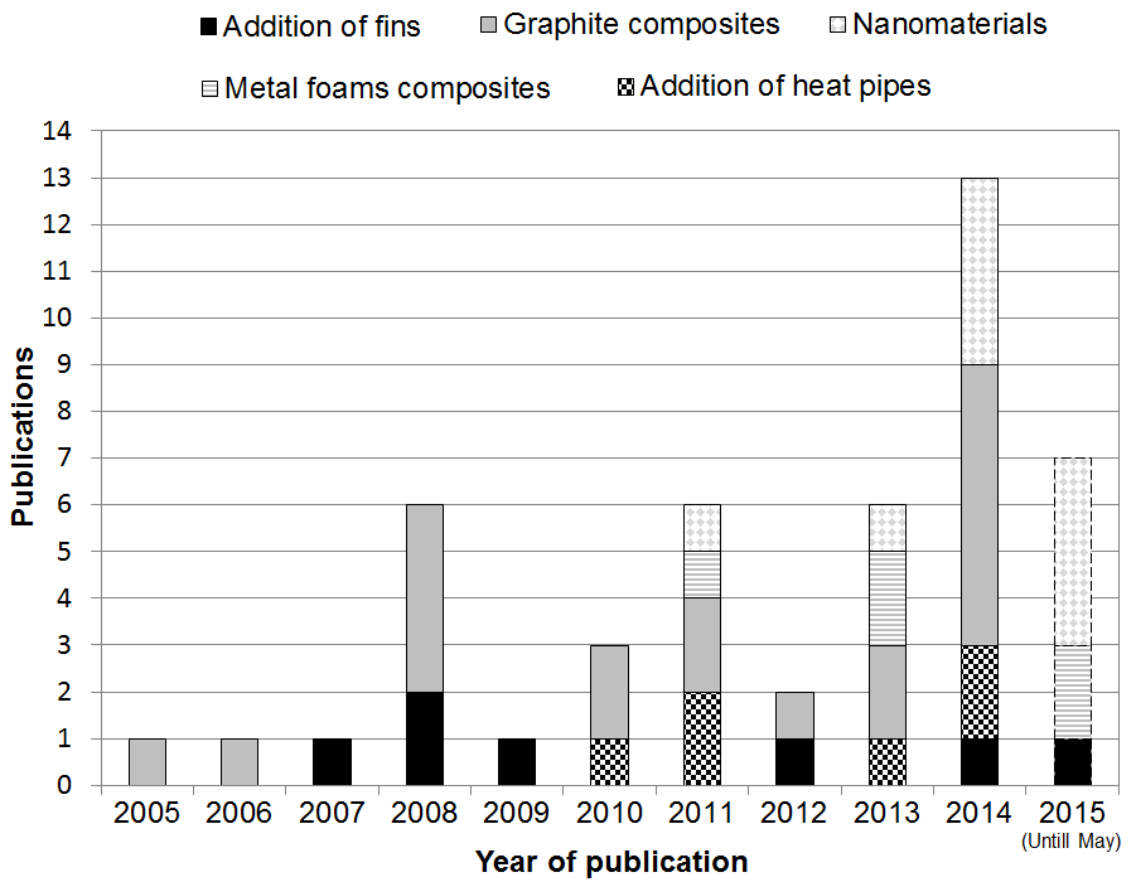 Addition of fins Graphite composites Nanomaterials
Metal foams composites Addition of heat pipes
14
13
12
11
10
9
8
7
6
5
4
3
2
1
0
Publications
2005 2006 2007 2008 2009 2010 2011 2012 2013 2014 2015
(Untill May)
Year of publication